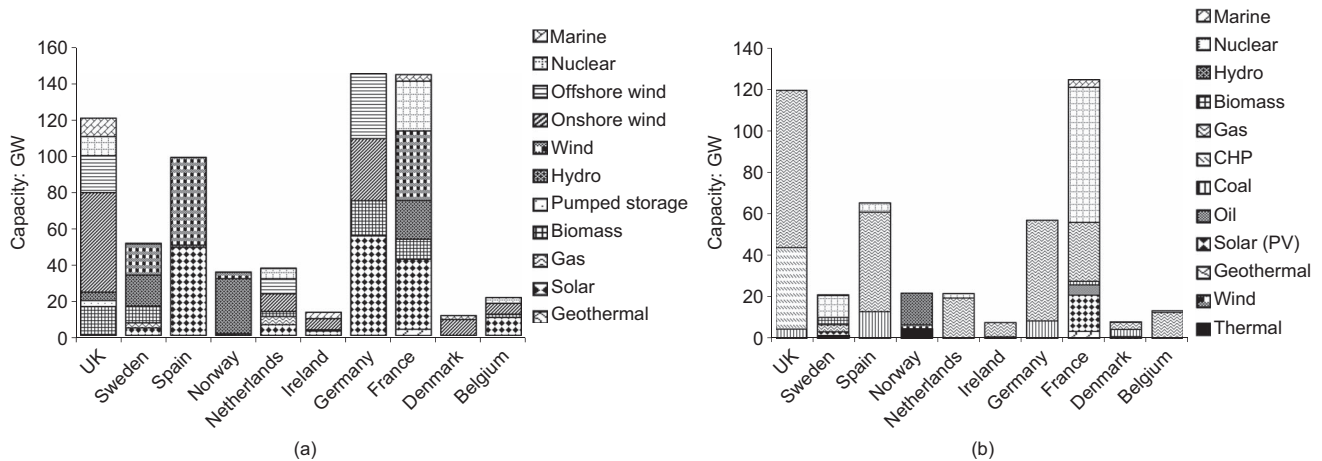 Capacity: GW
160
140
120
100
80
60
40
20
0
UK
Sweden
Spain
Norway
Netherlands
Ireland
Germany
France
Denmark
Belgium
Marine
Nuclear
Offshore wind
Onshore wind
Wind
Hydro
Pumped storage
Biomass
Gas
Solar
Geothermal
(a)
Capacity: GW
140
120
100
80
60
40
20
0
UK
Sweden
Spain
Norway
Netherlands
Ireland
Germany
France
Denmark
Belgium
Marine
Nuclear
Hydro
Biomass
Gas
CHP
Coal
Oil
Solar (PV)
Geothermal
Wind
Thermal
(b)